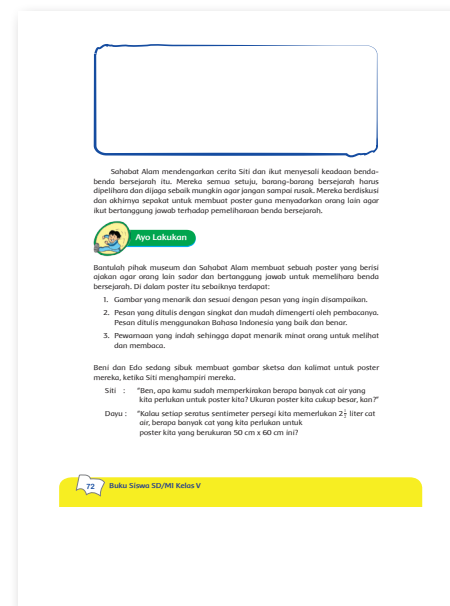 Sahabat Alam mendengarkan cerita Siti dan ikut menyesali keadaan benda-
benda bersejarah itu. Mereka semua setuju, barang-barang bersejarah harus
dipelihara dan dijaga sebaik mungkin agar jangan sampai rusak. Mereka berdiskusi
dan akhirnya sepakat untuk membuat poster guna menyadarkan orang lain agar
ikut bertanggung jawab terhadap pemeliharaan benda bersejarah.
Ayo Lakukan
Bantulah pihak museum dan Sahabat Alam membuat sebuah poster yang berisi
ajakan agar orang lain sadar dan bertanggung jawab untuk memelihara benda
bersejarah. Di dalam poster itu sebaiknya terdapat:
1. Gambar yang menarik dan sesuai dengan pesan yang ingin disampaikan.
2. Pesan yang ditulis dengan singkat dan mudah dimengerti oleh pembacanya.
Pesan ditulis menggunakan Bahasa Indonesia yang baik dan benar.
3. Pewarnaan yang indah sehingga dapat menarik minat orang untuk melihat
dan membaca.
Beni dan Edo sedang sibuk membuat gambar sketsa dan kalimat untuk poster
mereka, ketika Siti menghampiri mereka.
Siti : "Ben, apa kamu sudah memperkirakan berapa banyak cat air yang
kita perlukan untuk poster kita? Ukuran poster kita cukup besar, kan?"
Dayu : "Kalau setiap seratus sentimeter persegi kita memerlukan 2 liter cat
air, berapa banyak cat yang kita perlukan untuk
poster kita yang berukuran 50 cm x 60 cm ini?
72 Buku Siswa SD/MI Kelas V